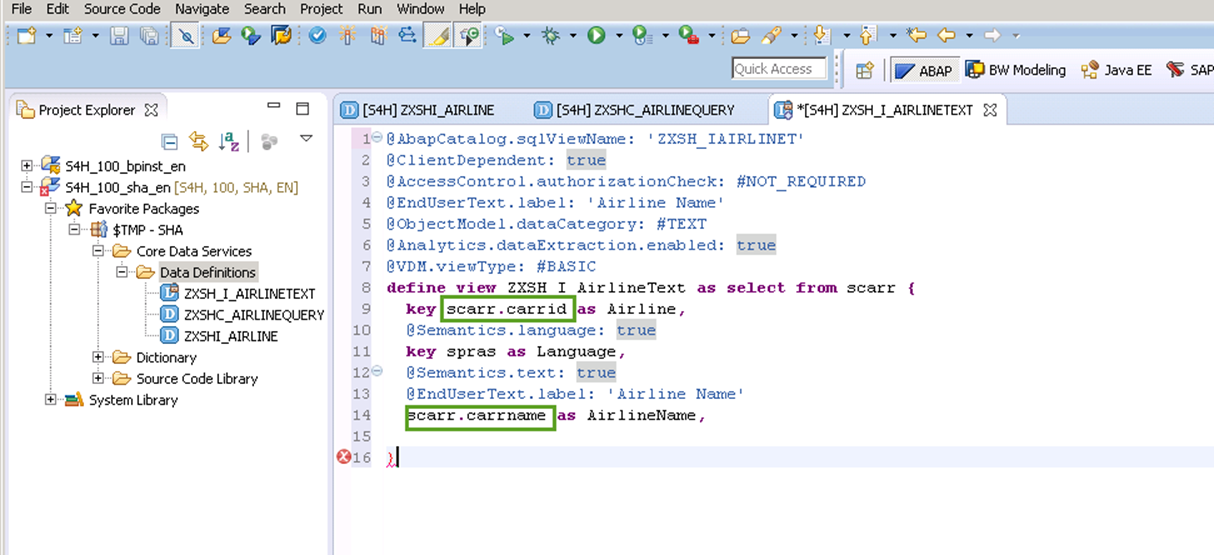 File Edit Source Code Navigate Search Project Run Window Help
Quick Access
ABAP BW Modeling Java EE SAP
Project Explorer
[S4H] ZXSHI_AIRLINE [S4H] ZXSHC_AIRLINEQUERY *[S4H] ZXSH_I_AIRLINETEXT
S4H_100_bpinst_en
S4H_100_sha_en [S4H, 100, SHA, EN]
Favorite Packages
$TMP - SHA
Core Data Services
Data Definitions
ZXSH_I_AIRLINETEXT
ZXSHC_AIRLINEQUERY
ZXSHI_AIRLINE
Dictionary
Source Code Library
System Library
1 @AbapCatalog.sqlViewName: 'ZXSH_IAIRLINET'
2 @ClientDependent: true
3 @AccessControl.authorizationCheck: #NOT_REQUIRED
4 @EndUserText.label: 'Airline Name'
5 @ObjectModel.dataCategory: #TEXT
6 @Analytics.dataExtraction.enabled: true
7 @VDM.viewType: #BASIC
8 define view ZXSH_I_AirlineText as select from scarr {
9 key scarr.carrid as Airline,
10 @Semantics.language: true
11 key spras as Language,
12 @Semantics.text: true
13 @EndUserText.label: 'Airline Name'
14 scarr.carrname as AirlineName,
15
16 }